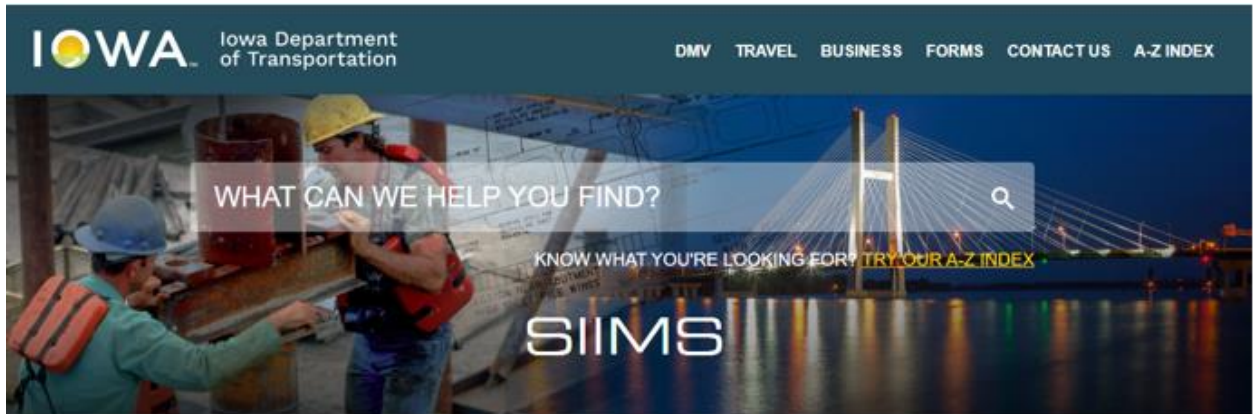 IOWA
Iowa Department
of Transportation
DMV TRAVEL BUSINESS FORMS CONTACT US A-Z INDEX
WHAT CAN WE HELP YOU FIND?
KNOW WHAT YOU'RE LOOKING FOR? TRY OUR A-Z INDEX
SIIMS